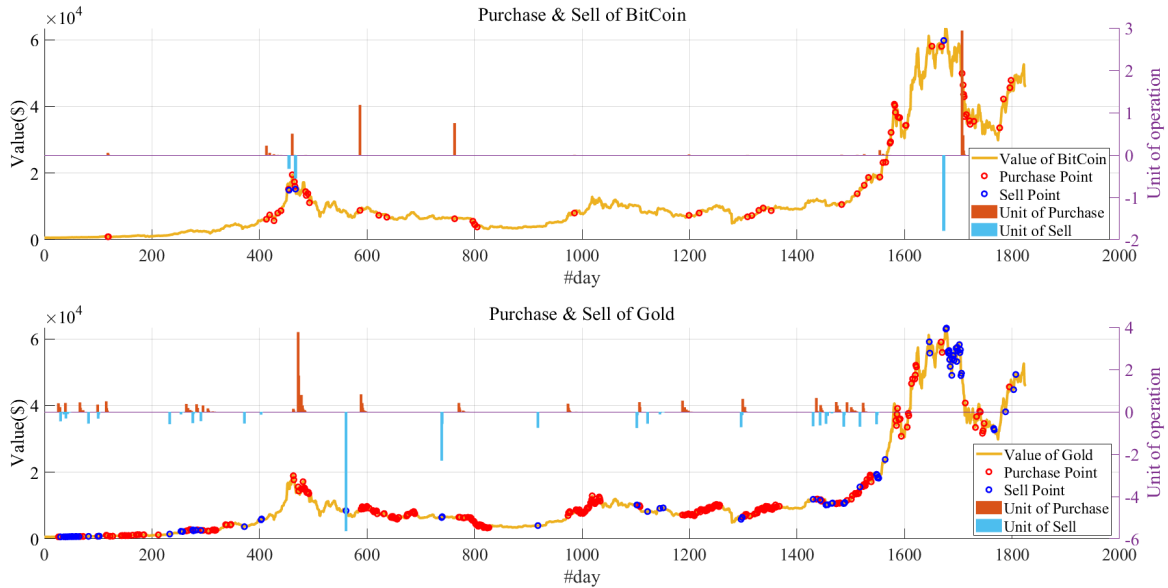 Purchase & Sell of BitCoin
×10⁴
6
4
2
0
Value($)
3
2
1
0
-1
-2
Unit of operation
Value of BitCoin
Purchase Point
Sell Point
Unit of Purchase
Unit of Sell
0 200 400 600 800 1000 1200 1400 1600 1800 2000
#day
Purchase & Sell of Gold
×10⁴
6
4
2
0
Value($)
4
2
0
-2
-4
-6
Unit of operation
Value of Gold
Purchase Point
Sell Point
Unit of Purchase
Unit of Sell
0 200 400 600 800 1000 1200 1400 1600 1800 2000
#day